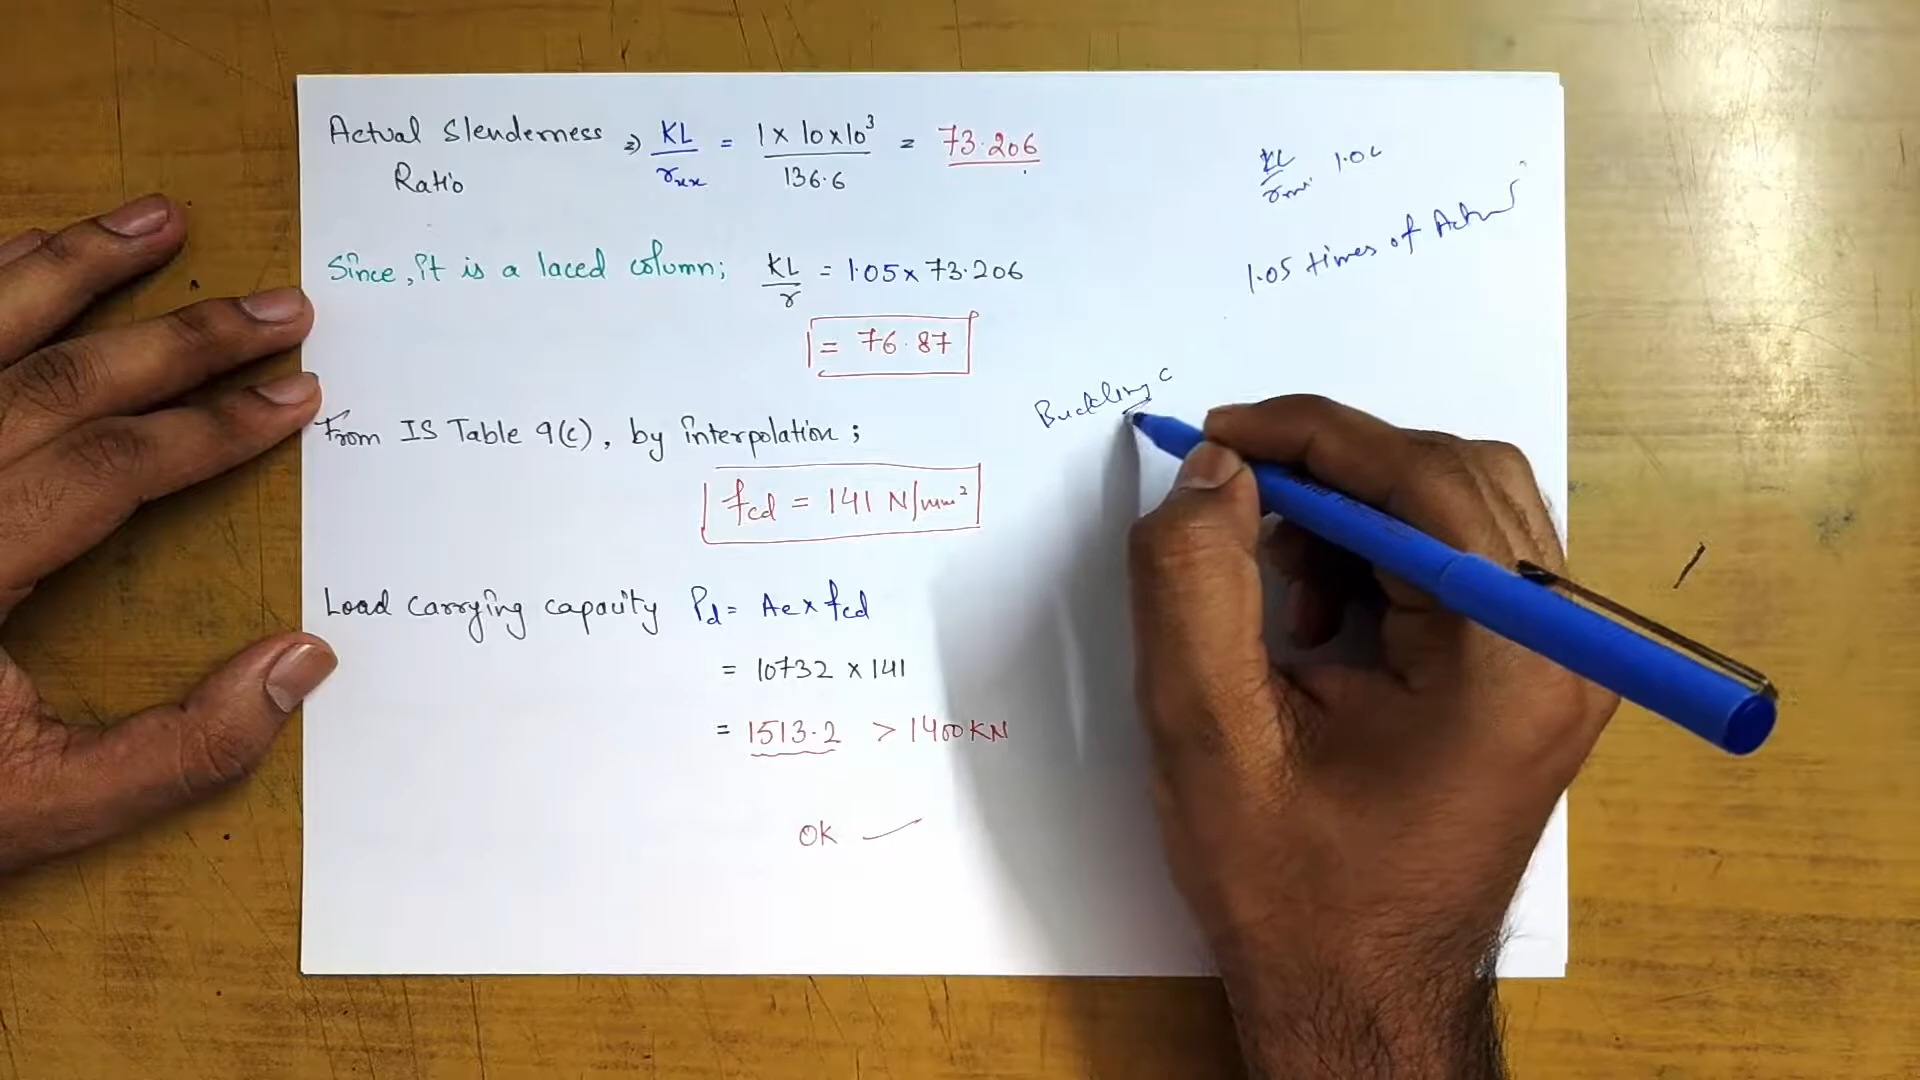 Actual Slenderness Ratio => KL/rxx = 1 x 10 x 10³/136.6 = 73.206
Since, it is a laced column; KL/r = 1.05 x 73.206
= 76.87
From IS Table 9(c), by interpolation;
fcd = 141 N/mm²
Load Carrying capacity Pd = Ae x fcd
= 10732 x 141
= 1513.2 > 1400KN
OK
KL/rmin 1.0
1.05 times of Actual
Buckling C